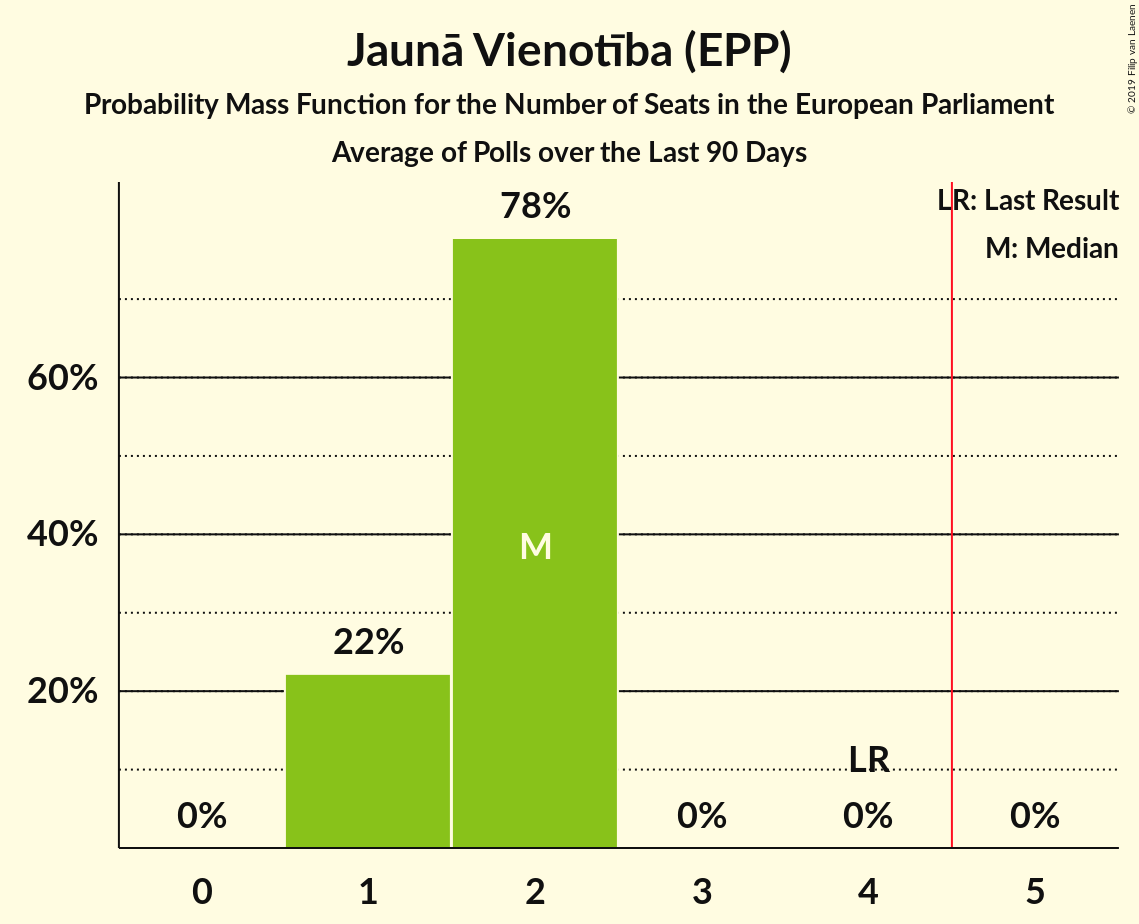 Jaunā Vienotība (EPP)
Probability Mass Function for the Number of Seats in the European Parliament
Average of Polls over the Last 90 Days
© 2019 Filip van Laenen
LR: Last Result
M: Median
78%
60%
40%
M
22%
20%
LR
0%
0%
0%
0%
0
1
2
3
4
5